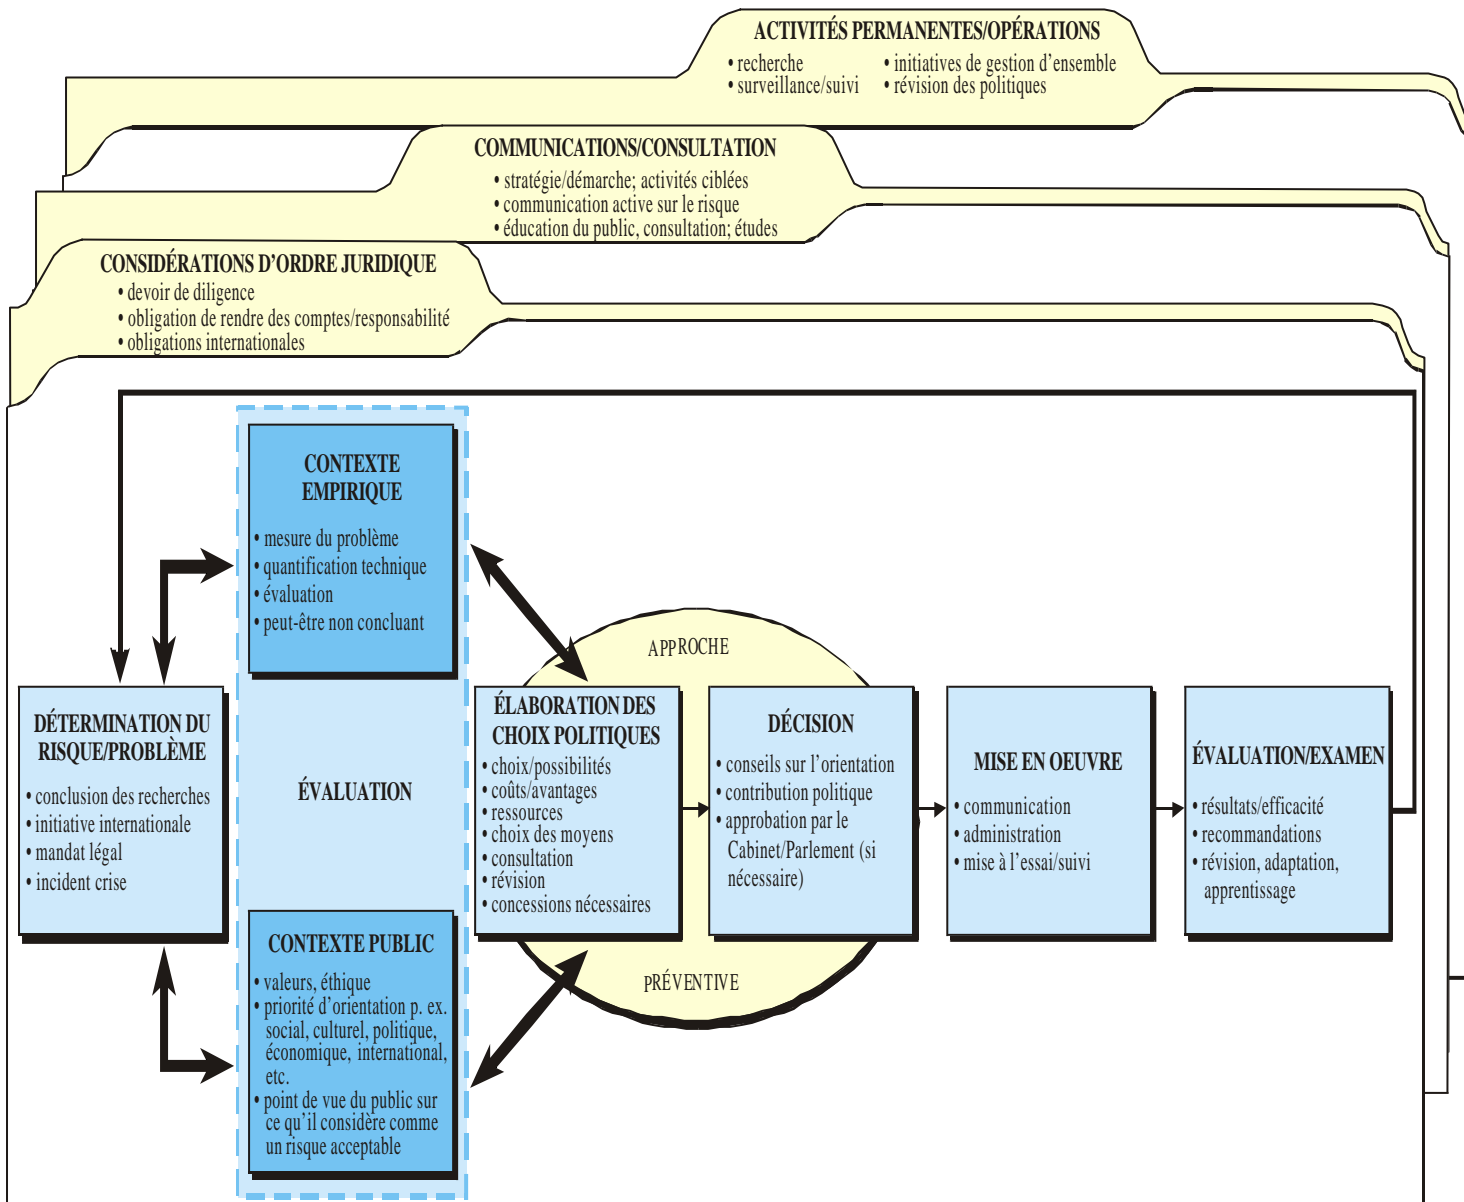 ACTIVITÉS PERMANENTES/OPÉRATIONS
• recherche
• surveillance/suivi
• initiatives de gestion d’ensemble
• révision des politiques
COMMUNICATIONS/CONSULTATION
• stratégie/démarche; activités ciblées
• communication active sur le risque
• éducation du public, consultation; études
CONSIDÉRATIONS D’ORDRE JURIDIQUE
• devoir de diligence
• obligation de rendre des comptes/responsabilité
• obligations internationales
DÉTERMINATION DU
RISQUE/PROBLÈME
• conclusion des recherches
• initiative internationale
• mandat légal
• incident crise
CONTEXTE
EMPIRIQUE
• mesure du problème
• quantification technique
• évaluation
• peut-être non concluant
ÉVALUATION
CONTEXTE PUBLIC
• valeurs, éthique
• priorité d’orientation p. ex.
social, culturel, politique,
économique, international,
etc.
• point de vue du public sur
ce qu’il considère comme
un risque acceptable
APPROCHE
ÉLABORATION DES
CHOIX POLITIQUES
• choix/possibilités
• coûts/avantages
• ressources
• choix des moyens
• consultation
• révision
• concessions nécessaires
DÉCISION
• conseils sur l’orientation
• contribution politique
• approbation par le
Cabinet/Parlement (si
nécessaire)
PRÉVENTIVE
MISE EN OEUVRE
• communication
• administration
• mise à l’essai/suivi
ÉVALUATION/EXAMEN
• résultats/efficacité
• recommandations
• révision, adaptation,
apprentissage